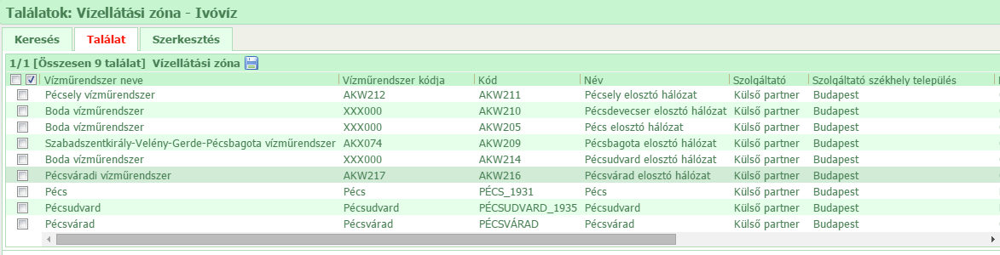 Találatok: Vízellátási zóna - Ivóvíz
Keresés Találat Szerkesztés
1/1 [Összesen 9 találat] Vízellátási zóna
Vízműrendszer neve Vízműrendszer kódja Kód Név Szolgáltató Szolgáltató székhely település
Pécsely vízműrendszer AKW212 AKW211 Pécsely elosztó hálózat Külső partner Budapest
Boda vízműrendszer XXX000 AKW210 Pécsdevecser elosztó hálózat Külső partner Budapest
Boda vízműrendszer XXX000 AKW205 Pécs elosztó hálózat Külső partner Budapest
Szabadszentkirály-Velény-Gerde-Pécsbagota vízműrendszer AKX074 AKW209 Pécsbagota elosztó hálózat Külső partner Budapest
Boda vízműrendszer XXX000 AKW214 Pécsudvard elosztó hálózat Külső partner Budapest
Pécsváradi vízműrendszer AKW217 AKW216 Pécsvárad elosztó hálózat Külső partner Budapest
Pécs Pécs PÉCS_1931 Pécs Külső partner Budapest
Pécsudvard Pécsudvard PÉCSUDVARD_1935 Pécsudvard Külső partner Budapest
Pécsvárad Pécsvárad PÉCSVÁRAD Pécsvárad Külső partner Budapest